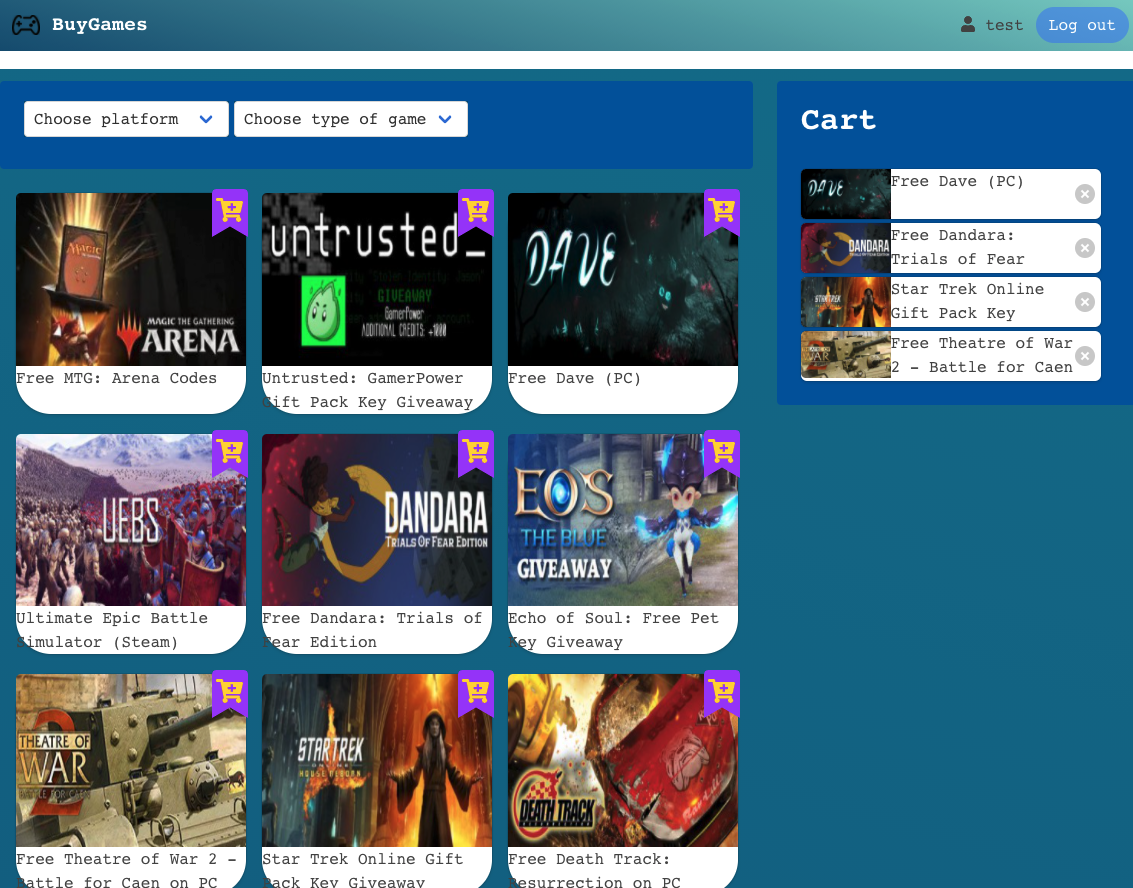 BuyGames
test
Log out
Choose platform
Choose type of game
Cart
DAVE
Free Dave (PC)
DANDARA
Free Dandara:
Trials of Fear
STAR TREK
Star Trek Online
Gift Pack Key
WAR
Free Theatre of War
2 - Battle for Caen
MAGIC THE GATHERING
ARENA
Free MTG: Arena Codes
untrusted_
GIVEAWAY
GamerPower
ADDITIONAL CREDITS: +1000
Untrusted: GamerPower
Gift Pack Key Giveaway
DAVE
Free Dave (PC)
UEBS
Ultimate Epic Battle
Simulator (Steam)
DANDARA
TRIALS OF FEAR EDITION
Free Dandara: Trials of
Fear Edition
EOS
THE BLUE
GIVEAWAY
Echo of Soul: Free Pet
Key Giveaway
THEATRE OF
WAR
2
BATTLE FOR CAEN
Free Theatre of War 2 -
Battle for Caen on PC
STAR TREK
ONLINE
Star Trek Online Gift
Pack Key Giveaway
DEATH TRACK
RESURRECTION
Free Death Track:
Resurrection on PC